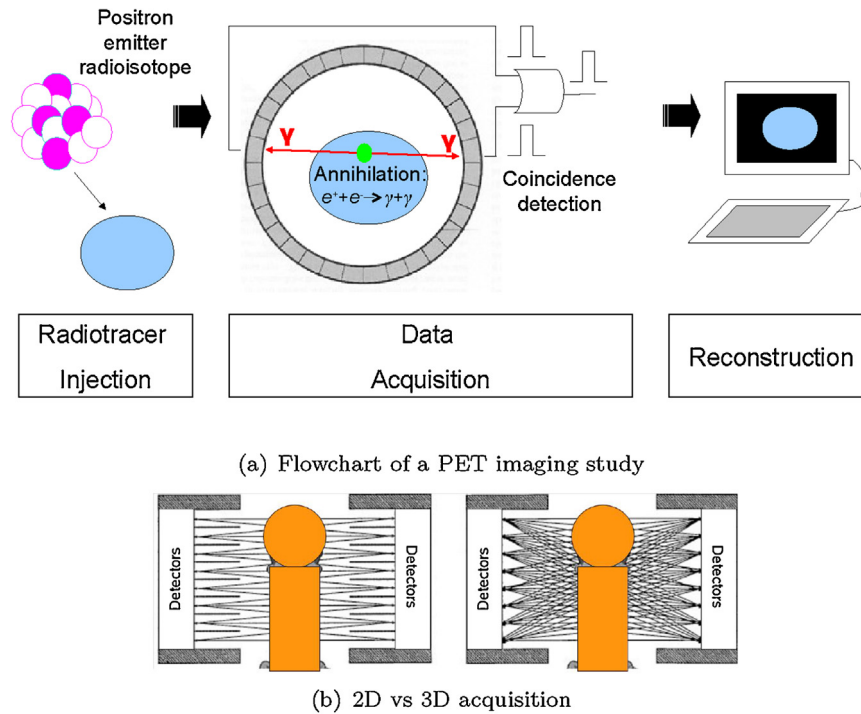 Positron
emitter
radioisotope
γ
γ
Annihilation:
e⁺+e⁻→γ+γ
Coincidence
detection
Radiotracer
Injection
Data
Acquisition
Reconstruction
(a) Flowchart of a PET imaging study
Detectors
Detectors
Detectors
Detectors
(b) 2D vs 3D acquisition